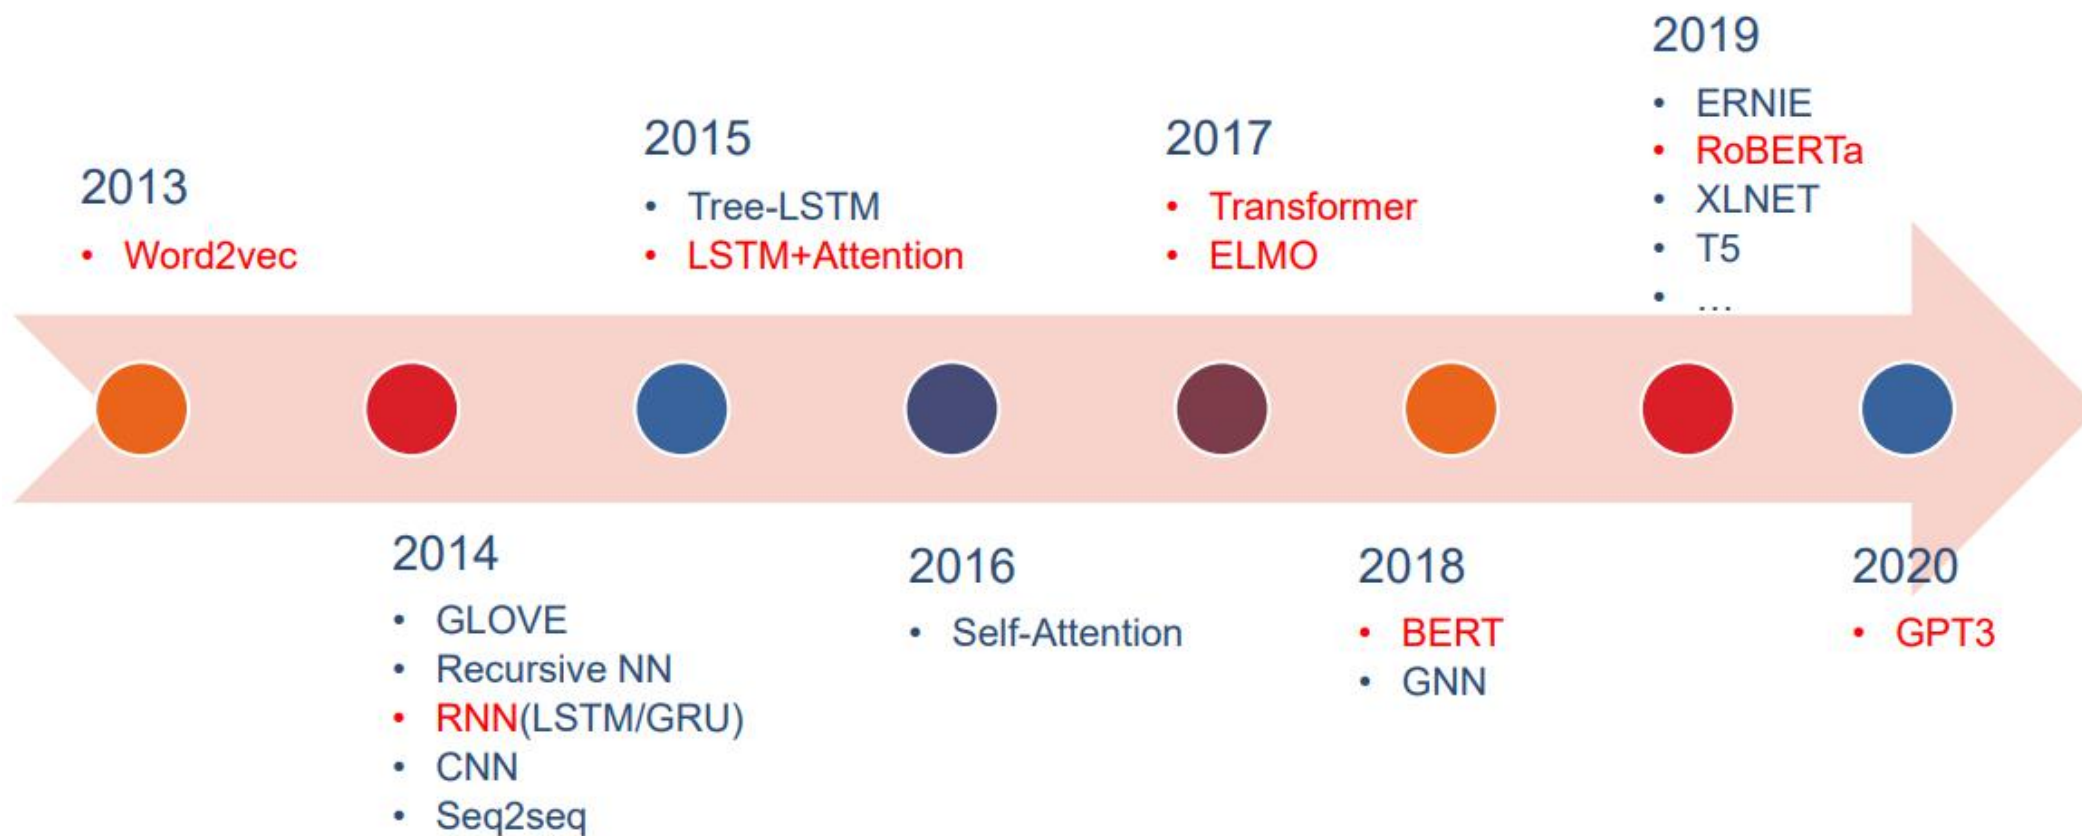 2013
• Word2vec
2014
• GLOVE
• Recursive NN
• RNN(LSTM/GRU)
• CNN
• Seq2seq
2015
• Tree-LSTM
• LSTM+Attention
2016
• Self-Attention
2017
• Transformer
• ELMO
2018
• BERT
• GNN
2019
• ERNIE
• RoBERTa
• XLNET
• T5
• …
2020
• GPT3